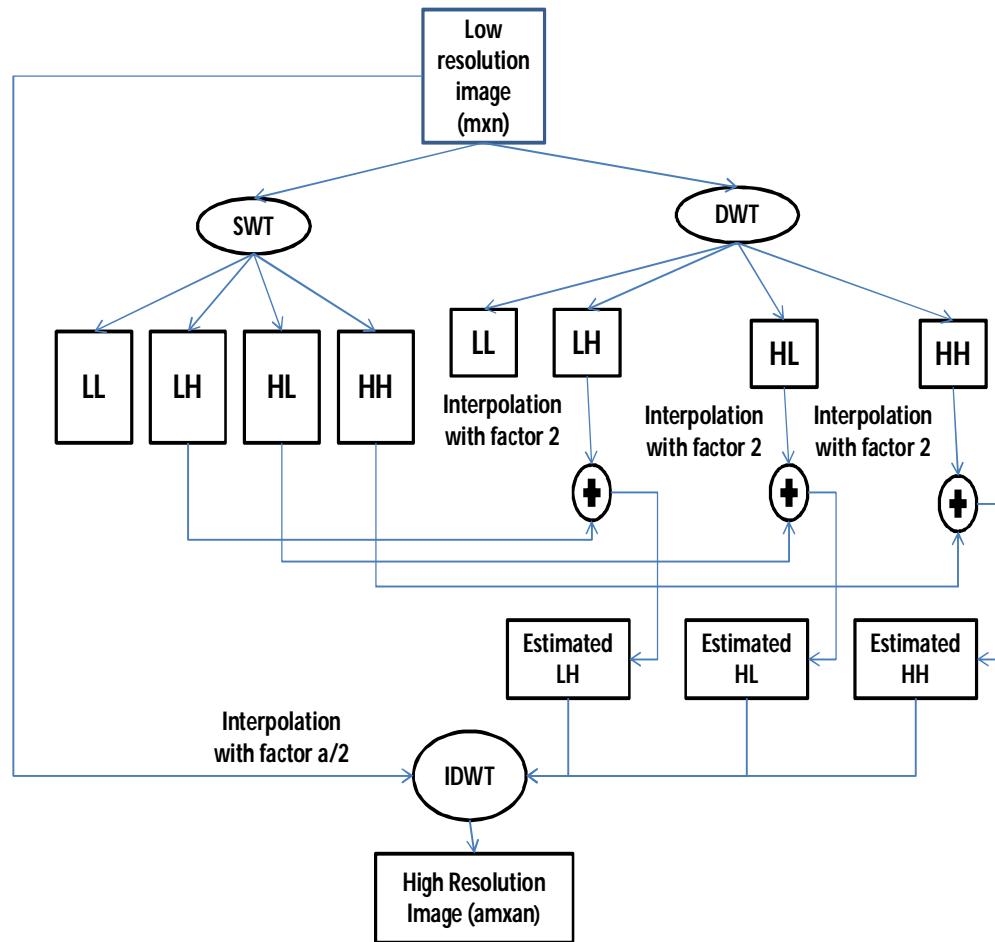 Low
resolution
image
(mxn)
SWT
DWT
LL
LH
HL
HH
LL
LH
HL
HH
Interpolation
with factor 2
Interpolation
with factor 2
Interpolation
with factor 2
Estimated
LH
Estimated
HL
Estimated
HH
Interpolation
with factor a/2
IDWT
High Resolution
Image (amxan)